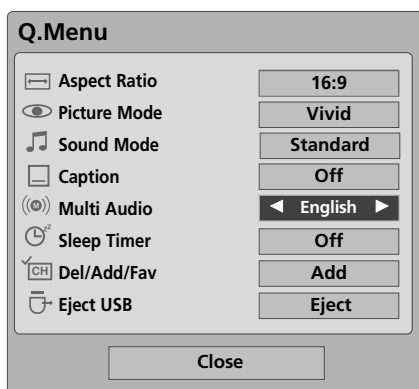 Q.Menu
Aspect Ratio 16:9
Picture Mode Vivid
Sound Mode Standard
Caption Off
Multi Audio ◀ English ▶
Sleep Timer Off
Del/Add/Fav Add
Eject USB Eject
Close